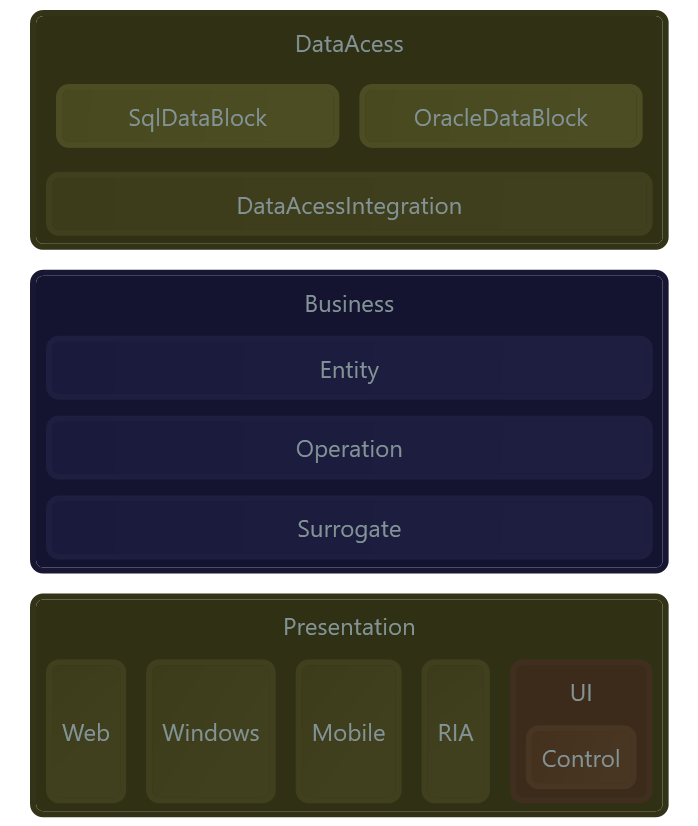 DataAcess
SqlDataBlock OracleDataBlock
DataAcessIntegration
Business
Entity
Operation
Surrogate
Presentation
Web Windows Mobile RIA UI
Control